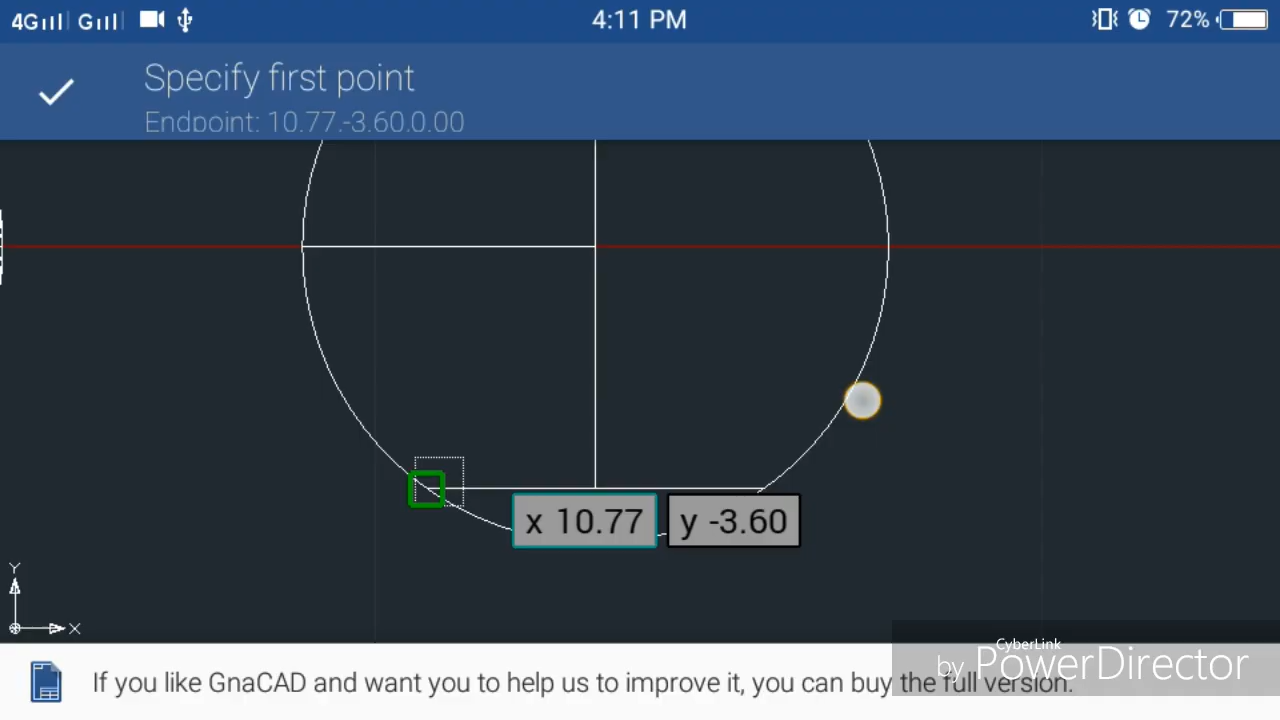 4G G 4:11 PM 72%
Specify first point
Endpoint: 10.77,-3.60,0.00
x 10.77 y -3.60
Y
X
CyberLink
by PowerDirector
If you like GnaCAD and want you to help us to improve it, you can buy the full version.